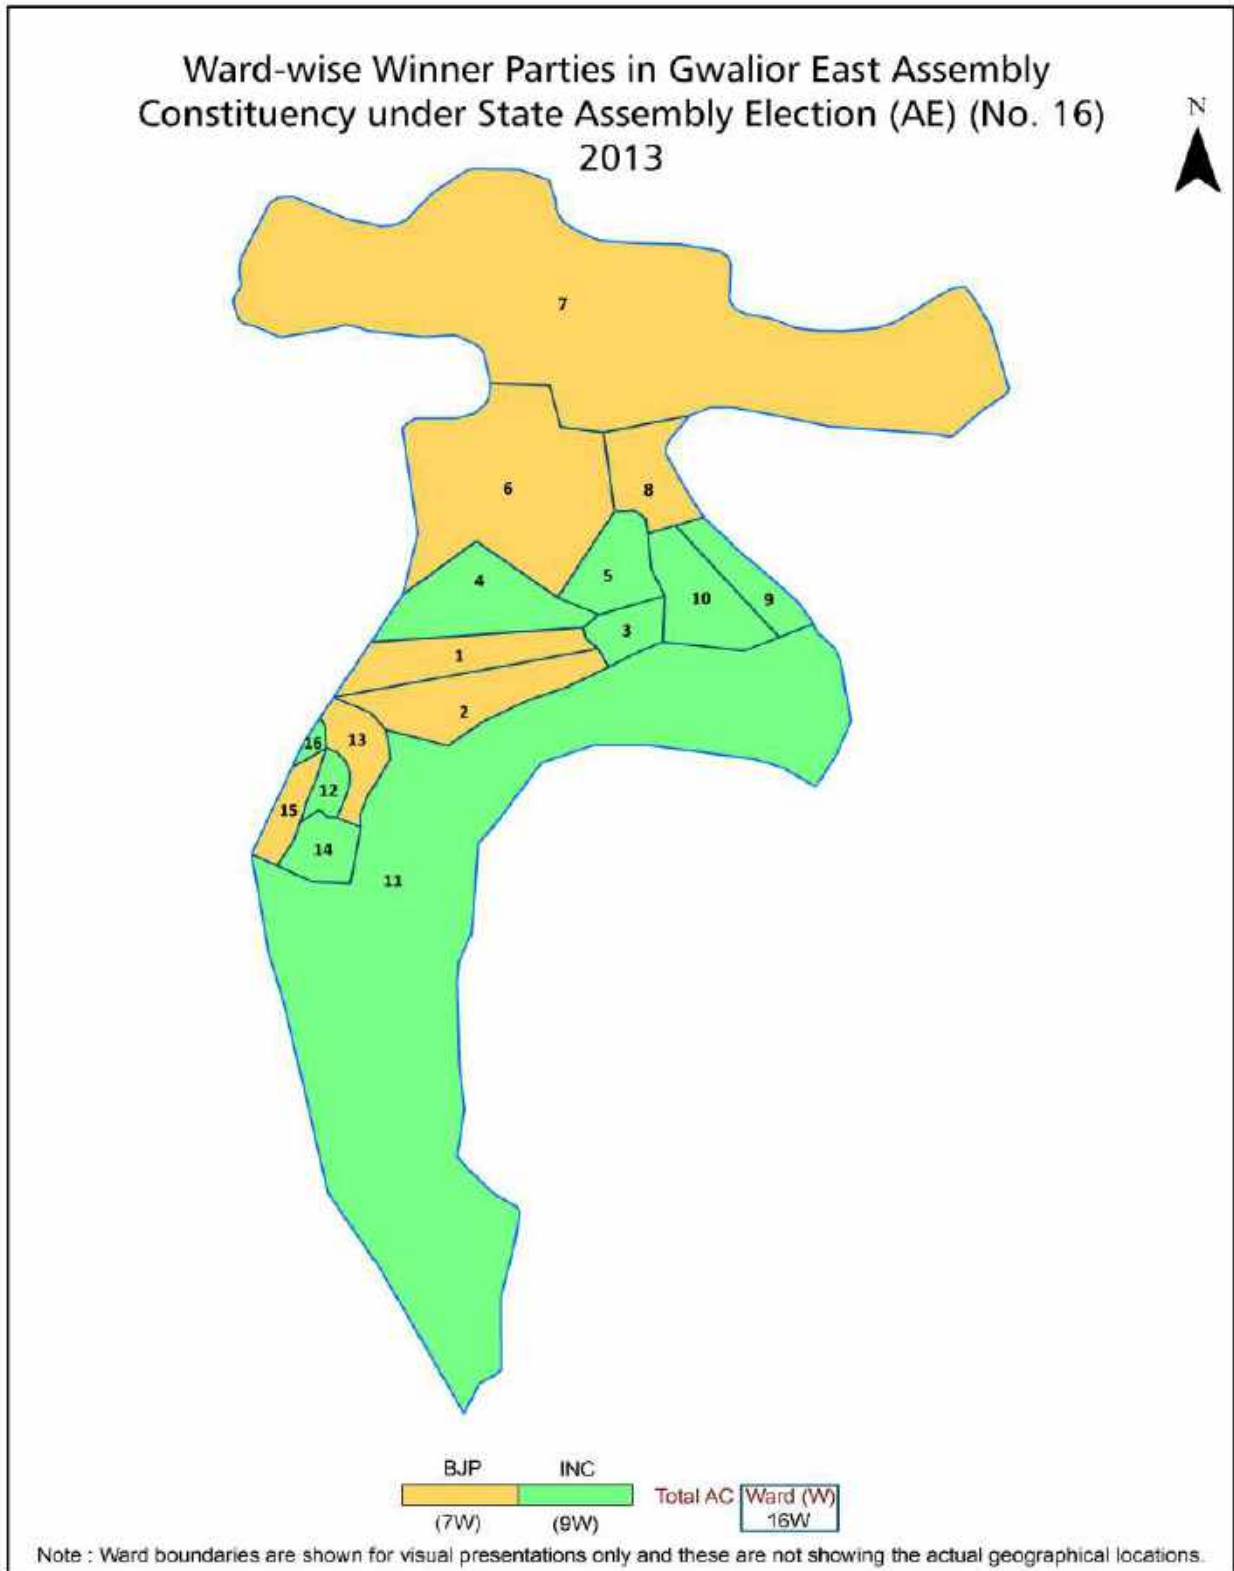 Ward-wise Winner Parties in Gwalior East Assembly
Constituency under State Assembly Election (AE) (No. 16)
2013
N
7
6
8
4
5
10
9
3
1
2
16
13
12
15
14
11
BJP INC
Total AC Ward (W)
(7W) (9W) 16W
Note : Ward boundaries are shown for visual presentations only and these are not showing the actual geographical locations.